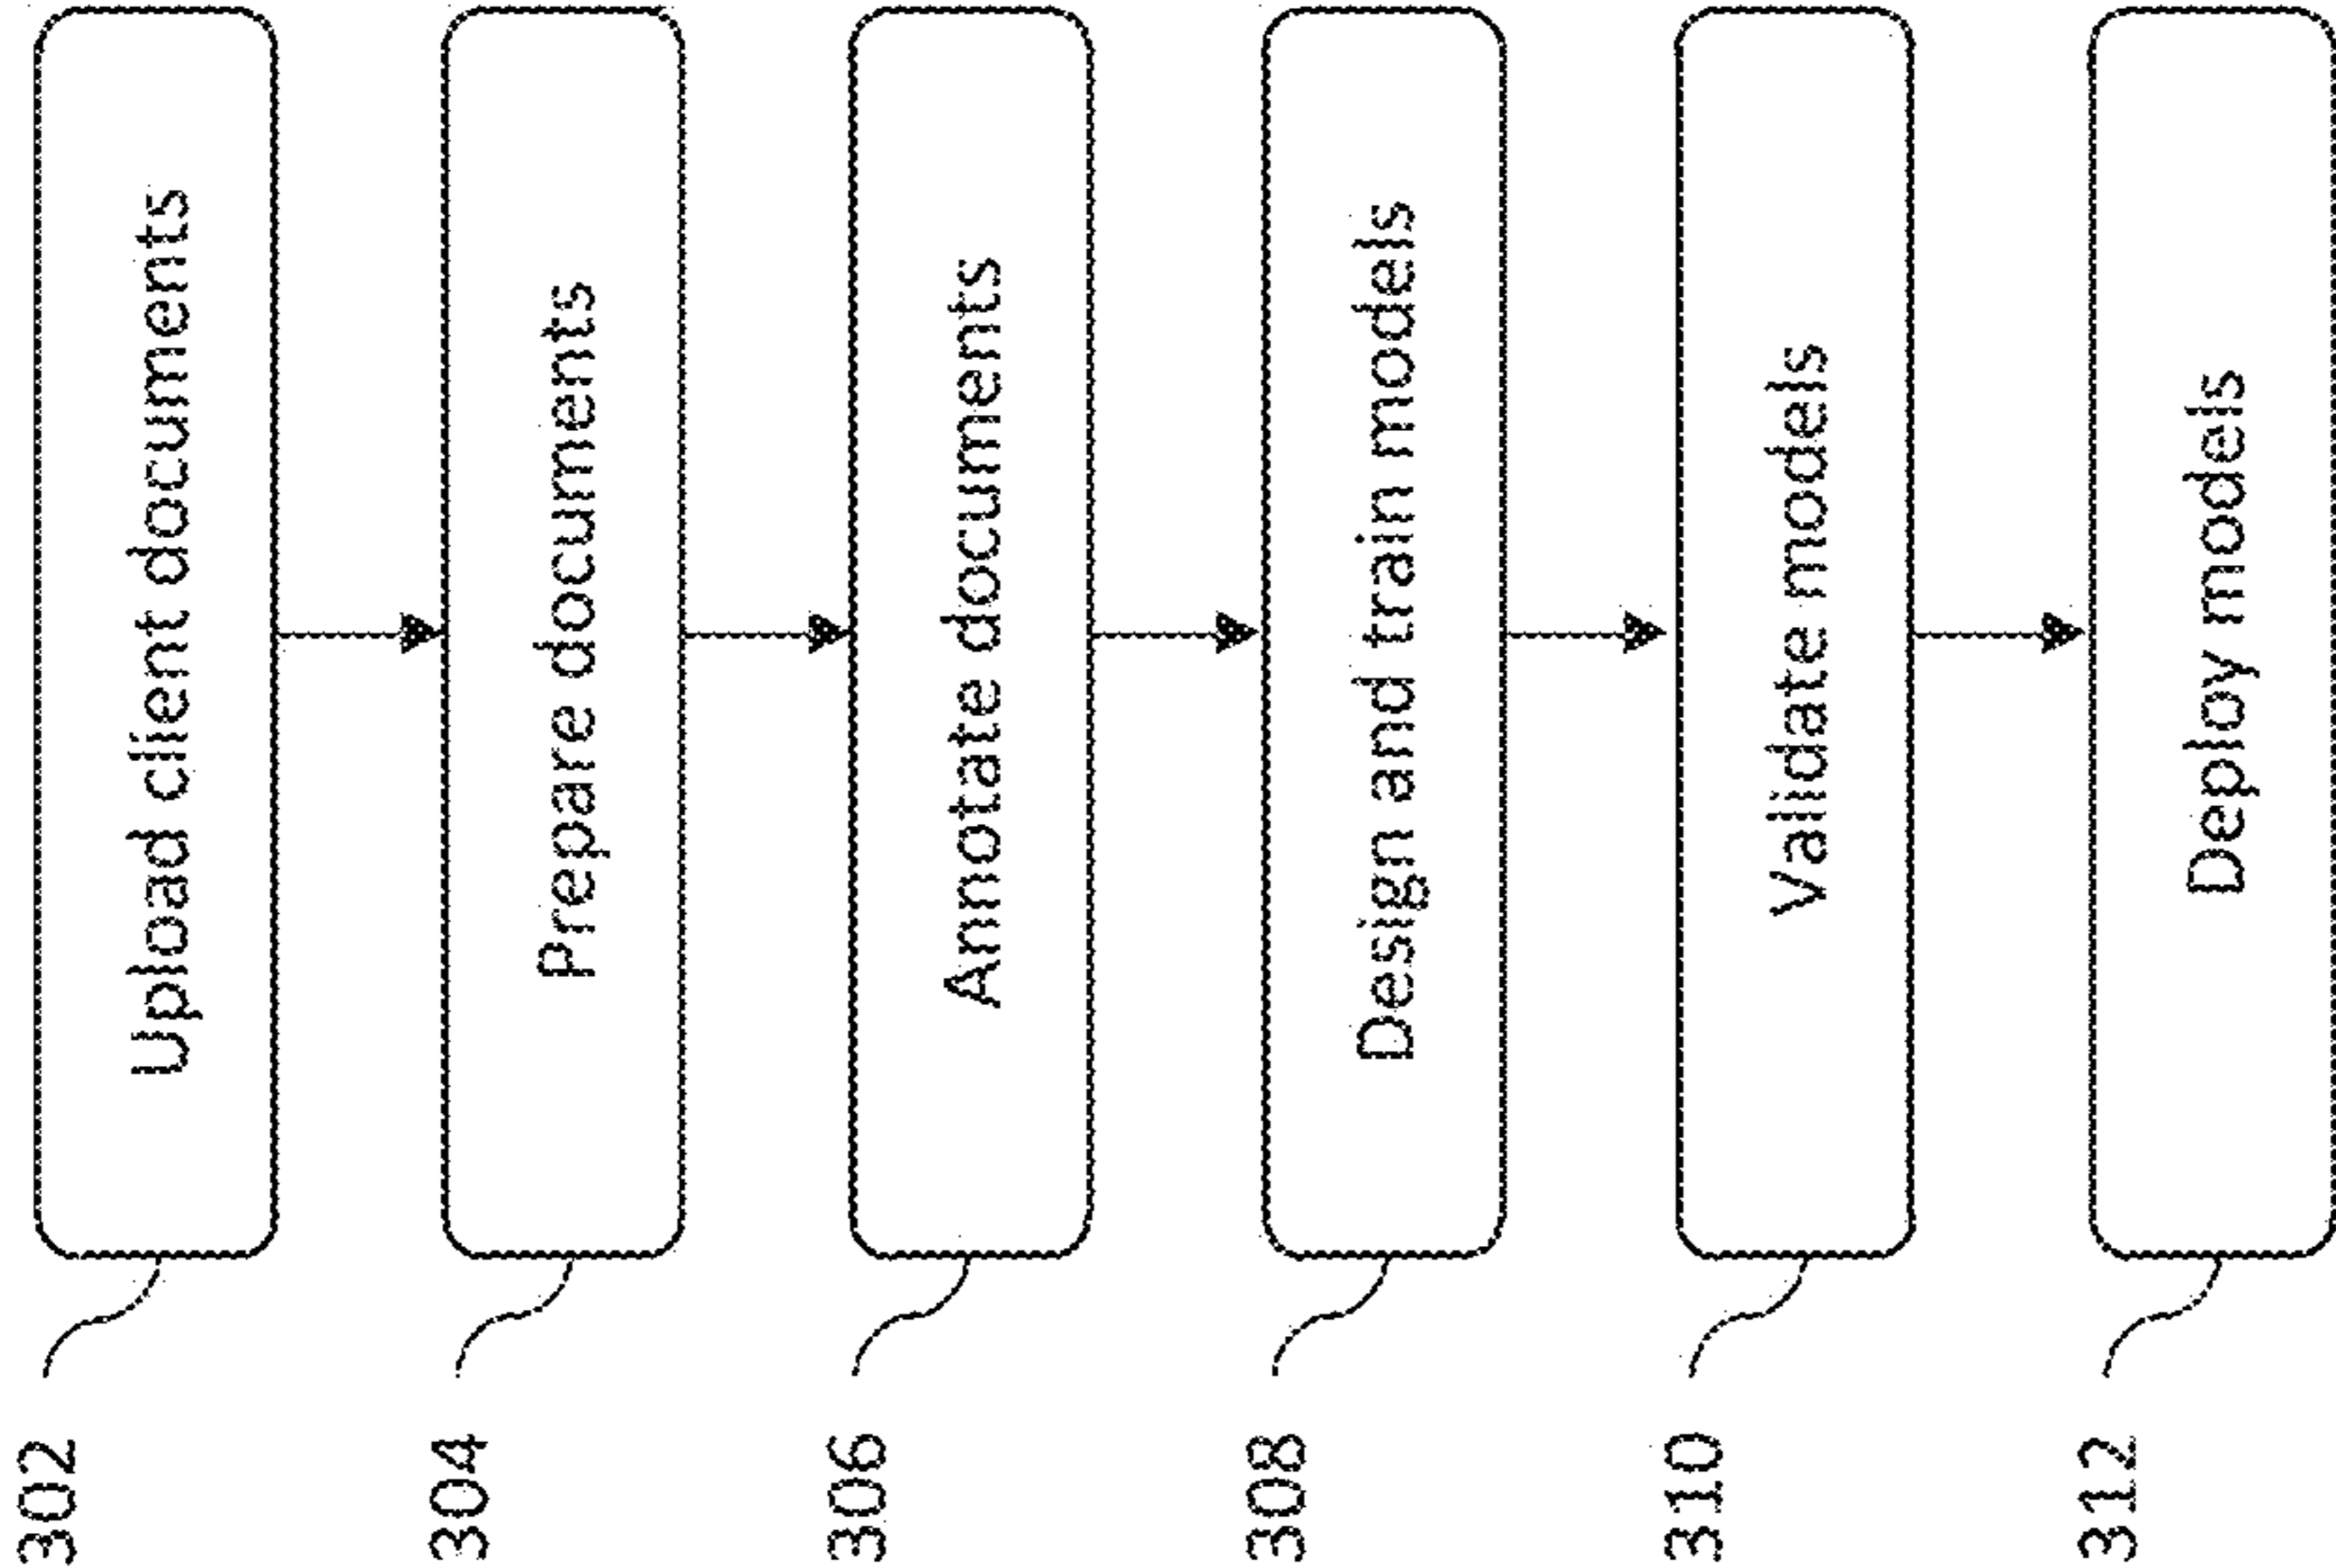 302
Upload client documents
304
Prepare documents
306
Annotate documents
308
Design and train models
310
Validate models
312
Deploy models